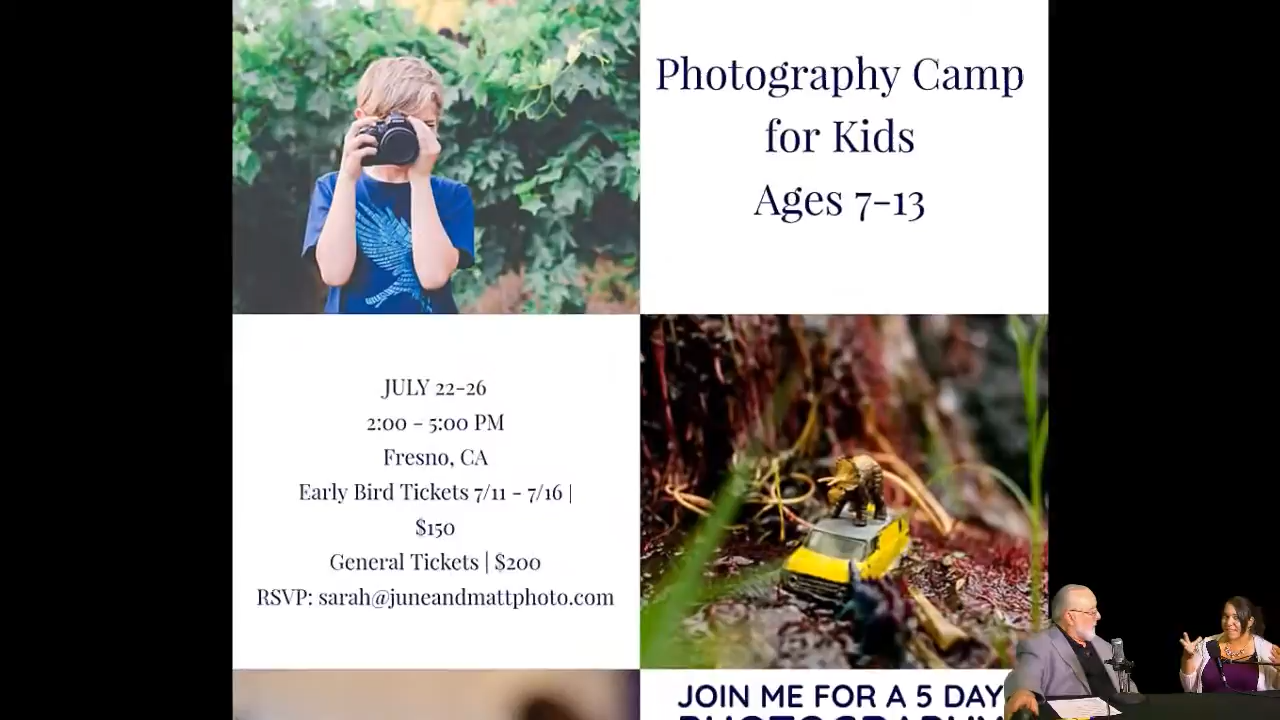 Photography Camp
for Kids
Ages 7-13
JULY 22-26
2:00 - 5:00 PM
Fresno, CA
Early Bird Tickets 7/11 - 7/16 |
$150
General Tickets | $200
RSVP: sarah@juneandmattphoto.com
JOIN ME FOR A 5 DAY
PHOTOGRAPHY